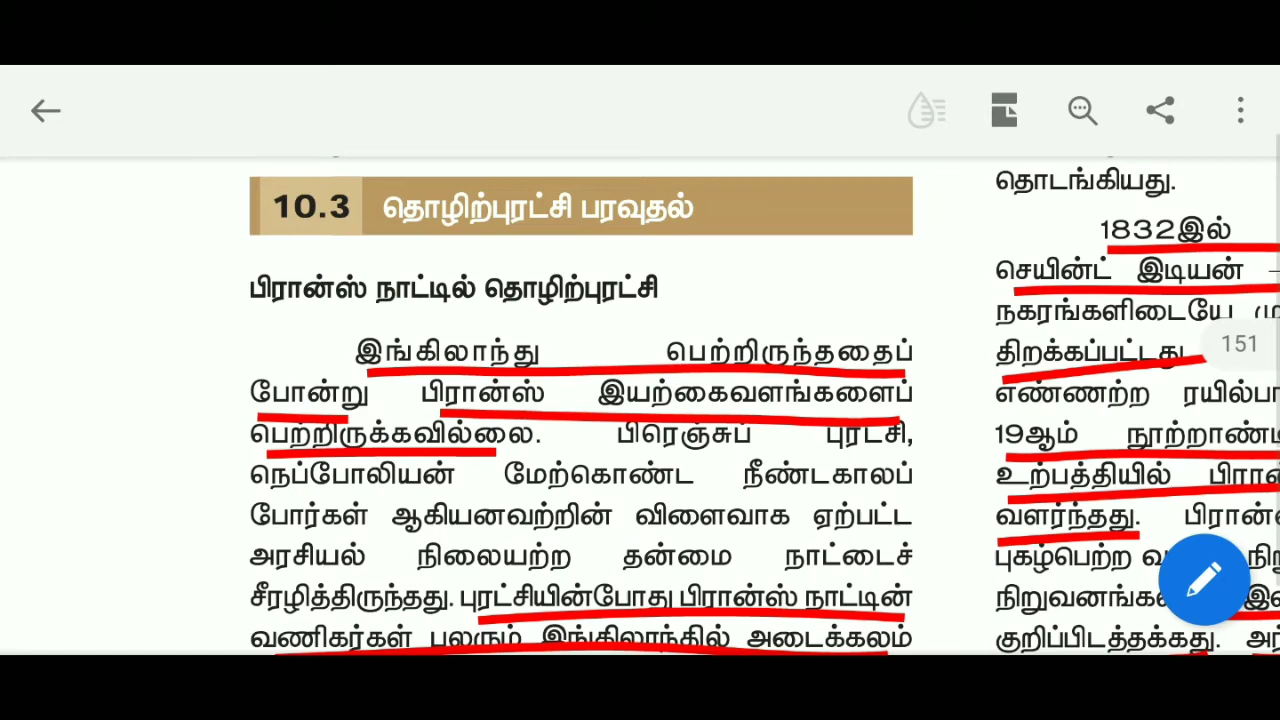 10.3 தொழிற்புரட்சி பரவுதல்
பிரான்ஸ் நாட்டில் தொழிற்புரட்சி
இங்கிலாந்து பெற்றிருந்ததைப்
போன்று பிரான்ஸ் இயற்கைவளங்களைப்
பெற்றிருக்கவில்லை. பிரெஞ்சுப் புரட்சி,
நெப்போலியன் மேற்கொண்ட நீண்டகாலப்
போர்கள் ஆகியனவற்றின் விளைவாக ஏற்பட்ட
அரசியல் நிலையற்ற தன்மை நாட்டைச்
சீரழித்திருந்தது. புரட்சியின்போது பிரான்ஸ் நாட்டின்
வணிகர்கள் பலரும் இங்கிலாந்தில் அடைக்கலம்
தொடங்கியது.
1832இல்
செயின்ட் இடியன் –
நகரங்களிடையே
திறக்கப்பட்டது
எண்ணற்ற
19ஆம்
உற்பத்தியில்
வளர்ந்தது.
புகழ்பெற்ற
குறிப்பிடத்தக்கது.
151